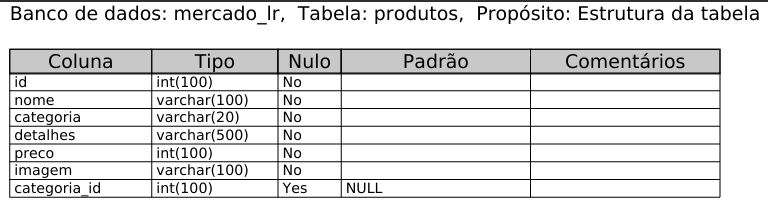 Banco de dados: mercado_lr, Tabela: produtos, Propósito: Estrutura da tabela
Coluna Tipo Nulo Padrão Comentários
id int(100) No
nome varchar(100) No
categoria varchar(20) No
detalhes varchar(500) No
preco int(100) No
imagem varchar(100) No
categoria_id int(100) Yes NULL